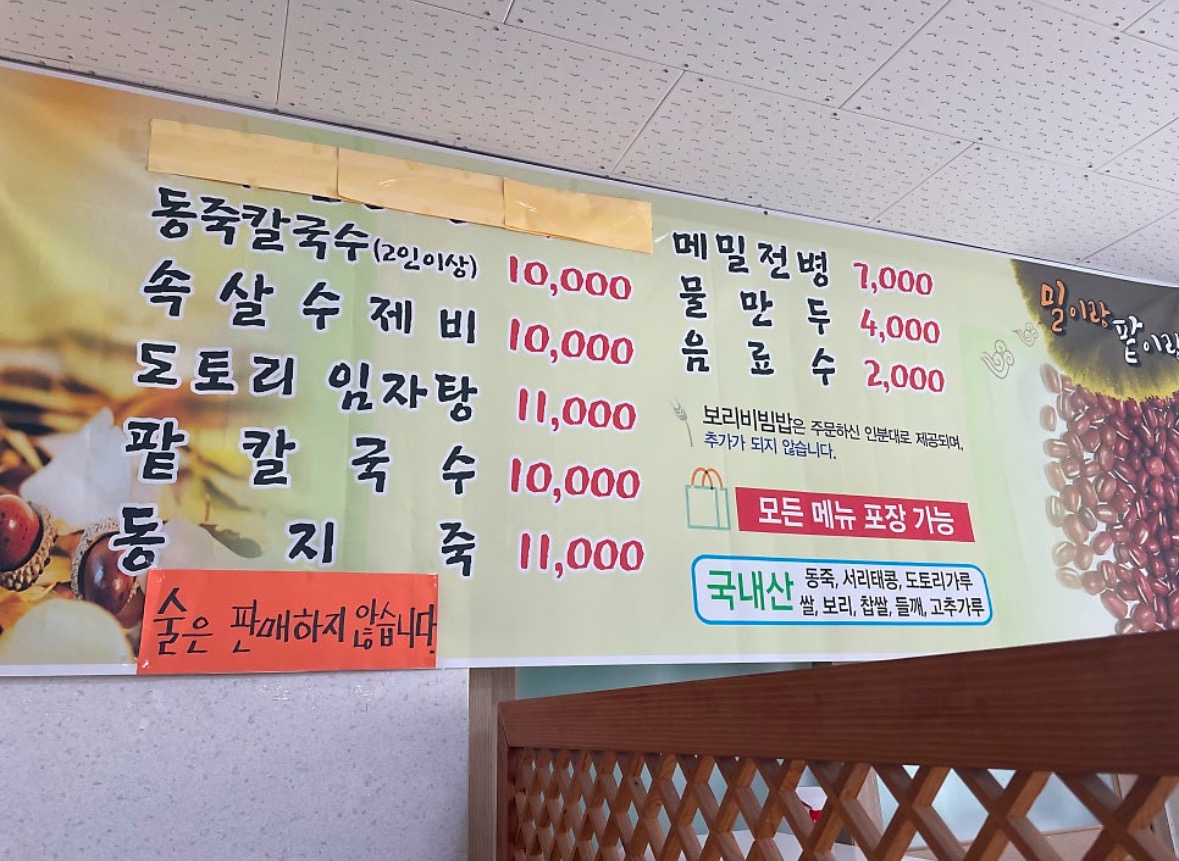 동죽칼국수(2인이상) 10,000
속살수제비 10,000
도토리 임자탕 11,000
팥칼국수 10,000
동지죽 11,000
술은 판매하지 않습니다
메밀전병 7,000
물만두 4,000
음료수 2,000
보리비빔밥은 주문하신 인분대로 제공되며,
추가가 되지 않습니다.
모든 메뉴 포장 가능
국내산 동죽, 서리태콩, 도토리가루
쌀, 보리, 찹쌀, 들깨, 고추가루
밀이랑
팥이랑